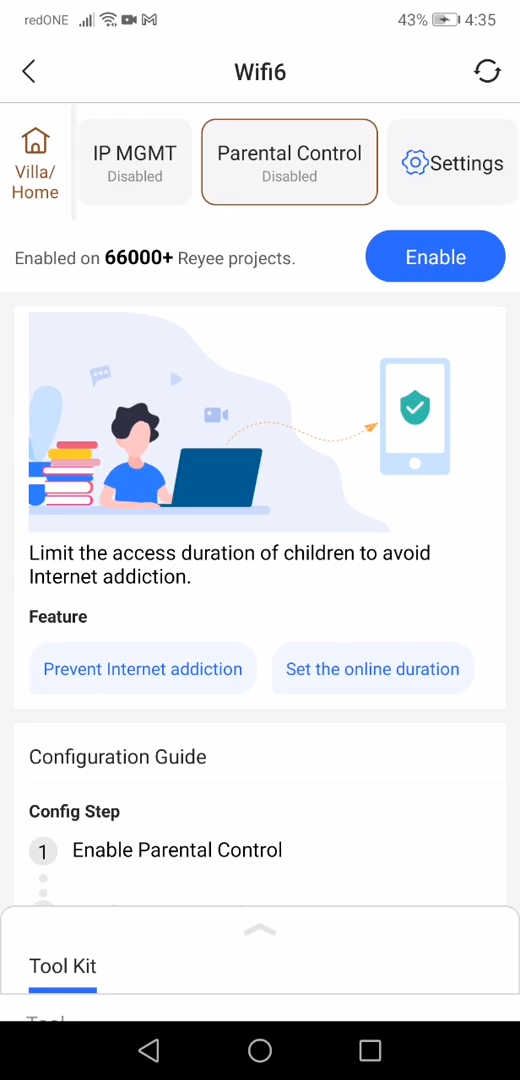 redONE
43%
4:35
Wifi6
Villa/
Home
IP MGMT
Disabled
Parental Control
Disabled
Settings
Enabled on 66000+ Reyee projects.
Enable
Limit the access duration of children to avoid
Internet addiction.
Feature
Prevent Internet addiction
Set the online duration
Configuration Guide
Config Step
1
Enable Parental Control
Tool Kit